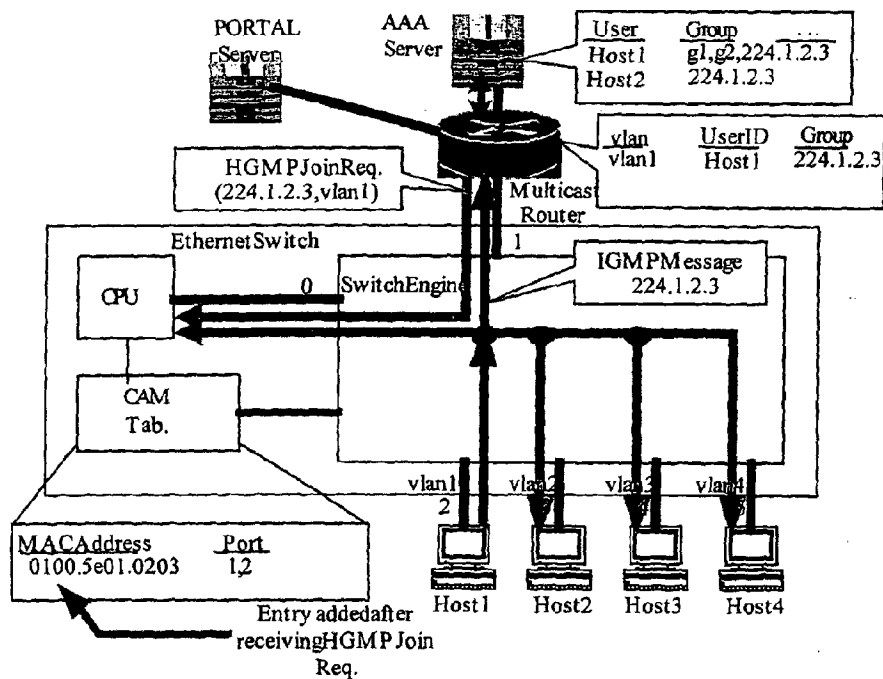 PORTAL
Server
AAA
Server
User Group ...
Host1 g1,g2,224.1.2.3
Host2 224.1.2.3
vlan UserID Group
vlan1 Host1 224.1.2.3
HGMPJoinReq.
(224.1.2.3,vlan1)
Multicast
Router
EthernetSwitch
1
IGMPMessage
224.1.2.3
CPU
0
SwitchEngine
CAM
Tab.
vlan1
2
vlan2
vlan3
vlan4
MACAddress Port
0100.5e01.0203 1,2
Host1
Host2
Host3
Host4
Entry addedafter
receivingHGMPJoin
Req.